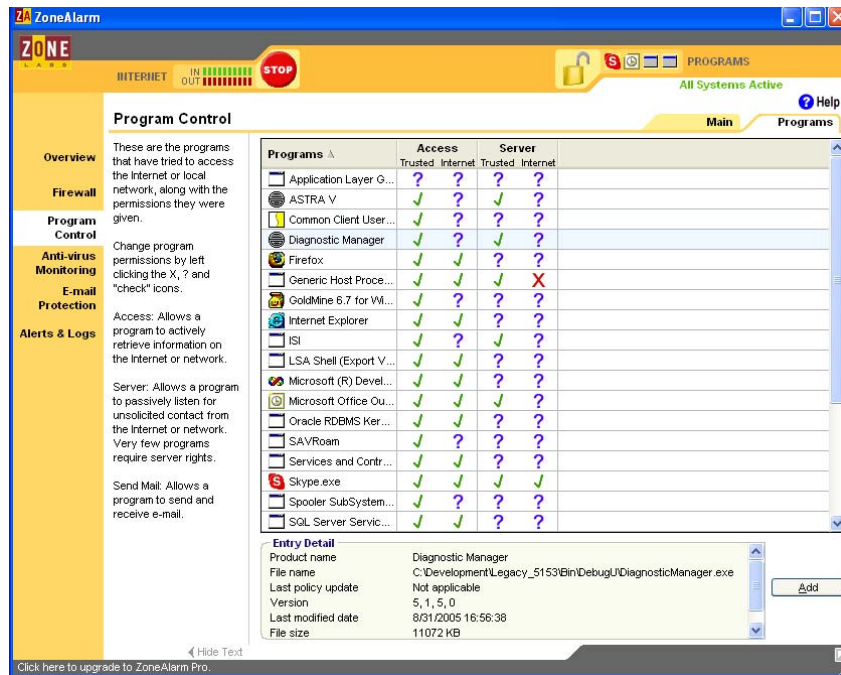 ZA ZoneAlarm
ZONE
LABS
INTERNET
IN
OUT
STOP
PROGRAMS
All Systems Active
Help
Program Control
Main
Programs
Overview
Firewall
Program
Control
Anti-virus
Monitoring
E-mail
Protection
Alerts & Logs
These are the programs
that have tried to access
the Internet or local
network, along with the
permissions they were
given.
Change program
permissions by left
clicking the X, ? and
"check" icons.
Access: Allows a
program to actively
retrieve information on
the Internet or network.
Server: Allows a program
to passively listen for
unsolicited contact from
the Internet or network.
Very few programs
require server rights.
Send Mail: Allows a
program to send and
receive e-mail.
Hide Text
Programs Access Server
Trusted Internet Trusted Internet
Application Layer G... ? ? ? ?
ASTRA V ✓ ? ✓ ?
Common Client User... ✓ ? ? ?
Diagnostic Manager ✓ ? ✓ ?
Firefox ✓ ✓ ? ?
Generic Host Proce... ✓ ✓ ✓ X
GoldMine 6.7 for Wi... ✓ ? ? ?
Internet Explorer ✓ ✓ ? ?
ISI ✓ ? ✓ ?
LSA Shell (Export V... ✓ ✓ ? ?
Microsoft (R) Devel... ✓ ✓ ? ?
Microsoft Office Ou... ✓ ✓ ✓ ?
Oracle RDBMS Ker... ✓ ✓ ? ?
SAVRoam ✓ ? ? ?
Services and Contr... ✓ ✓ ? ?
Skype.exe ✓ ✓ ✓ ✓
Spooler SubSystem... ✓ ? ? ?
SQL Server Servic... ✓ ✓ ? ?
Entry Detail
Product name Diagnostic Manager
File name C:\Development\Legacy_5153\Bin\DebugU\DiagnosticManager.exe
Last policy update Not applicable
Version 5, 1, 5, 0
Last modified date 8/31/2005 16:56:38
File size 11072 KB
Add
Click here to upgrade to ZoneAlarm Pro.